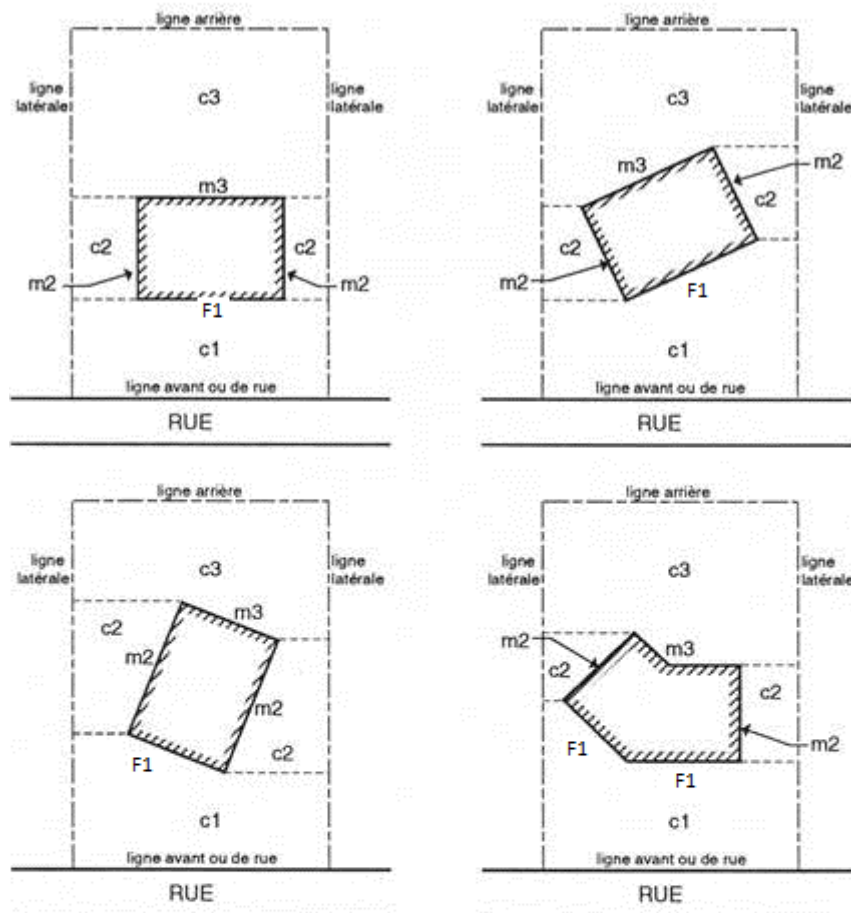 ligne arrière
ligne
latérale
ligne
latérale
c3
m3
c2
c2
m2
m2
F1
c1
ligne avant ou de rue
RUE
ligne arrière
ligne
latérale
ligne
latérale
c3
m3
m2
c2
c2
m2
F1
c1
ligne avant ou de rue
RUE
ligne arrière
ligne
latérale
ligne
latérale
c3
m3
c2
m2
m2
c2
F1
c1
ligne avant ou de rue
RUE
ligne arrière
ligne
latérale
ligne
latérale
c3
m2
m3
c2
c2
m2
F1
F1
c1
ligne avant ou de rue
RUE